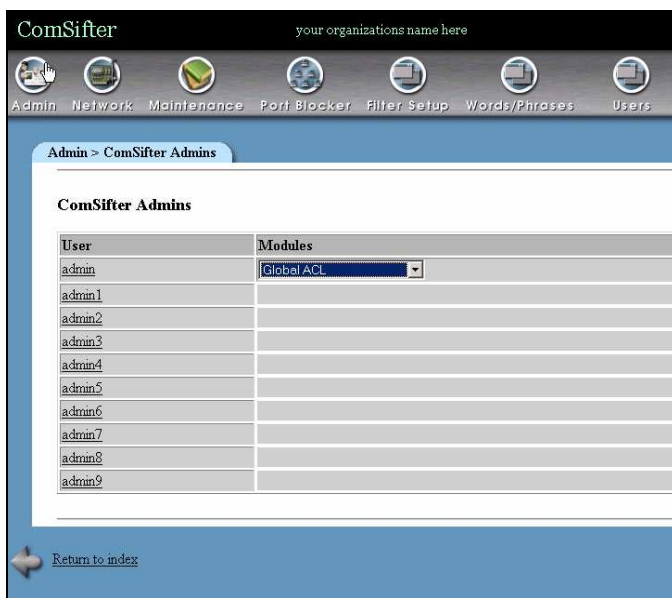 ComSifter your organizations name here
Admin Network Maintenance Port Blocker Filter Setup Words/Phrases Users
Admin > ComSifter Admins
ComSifter Admins
User Modules
admin Global ACL
admin1
admin2
admin3
admin4
admin5
admin6
admin7
admin8
admin9
Return to index